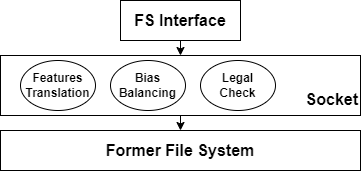 FS Interface
Features
Translation
Bias
Balancing
Legal
Check
Socket
Former File System